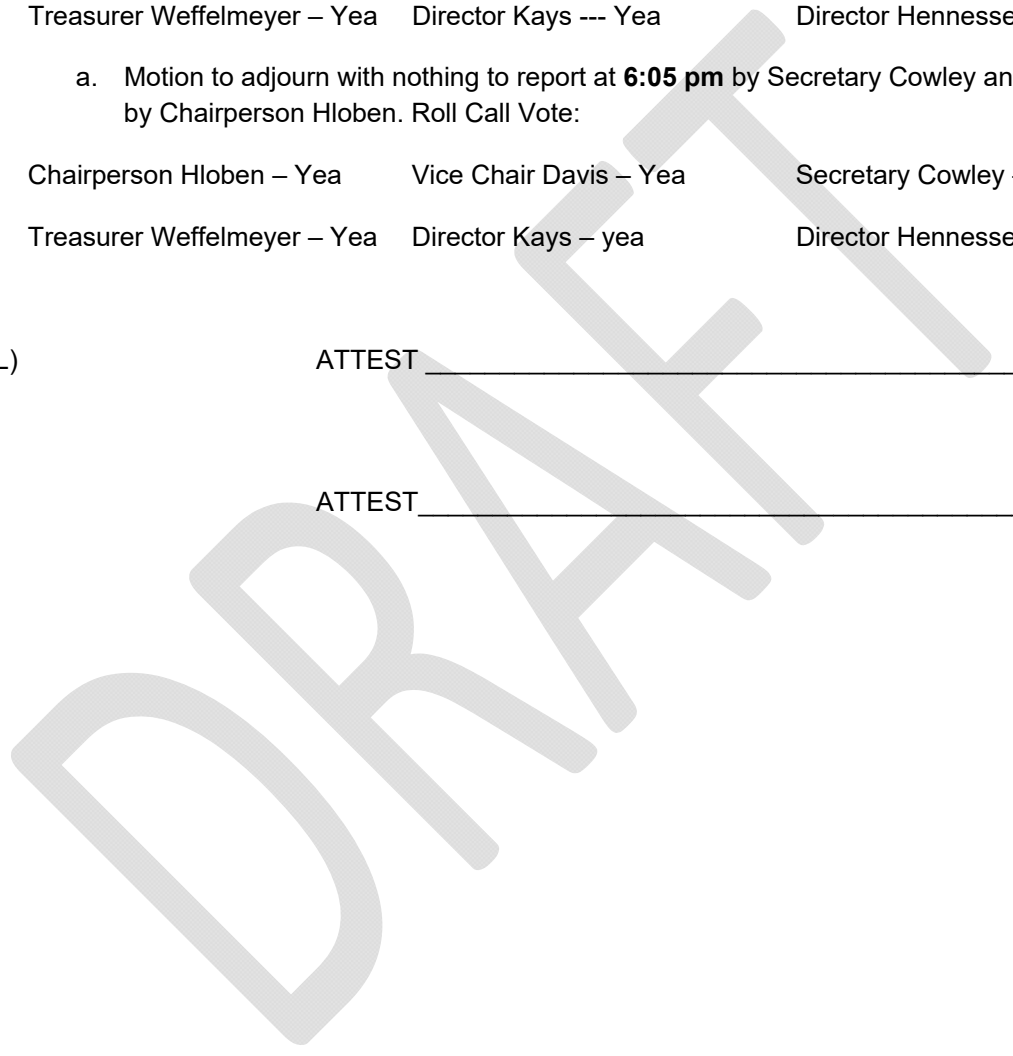 Treasurer Weffelmeyer – Yea Director Kays --- Yea Director Hennesse
a. Motion to adjourn with nothing to report at 6:05 pm by Secretary Cowley an
by Chairperson Hloben. Roll Call Vote:
Chairperson Hloben – Yea Vice Chair Davis – Yea Secretary Cowley
Treasurer Weffelmeyer – Yea Director Kays – yea Director Hennesse
L) ATTEST ________________________________________
ATTEST________________________________________
DRAFT